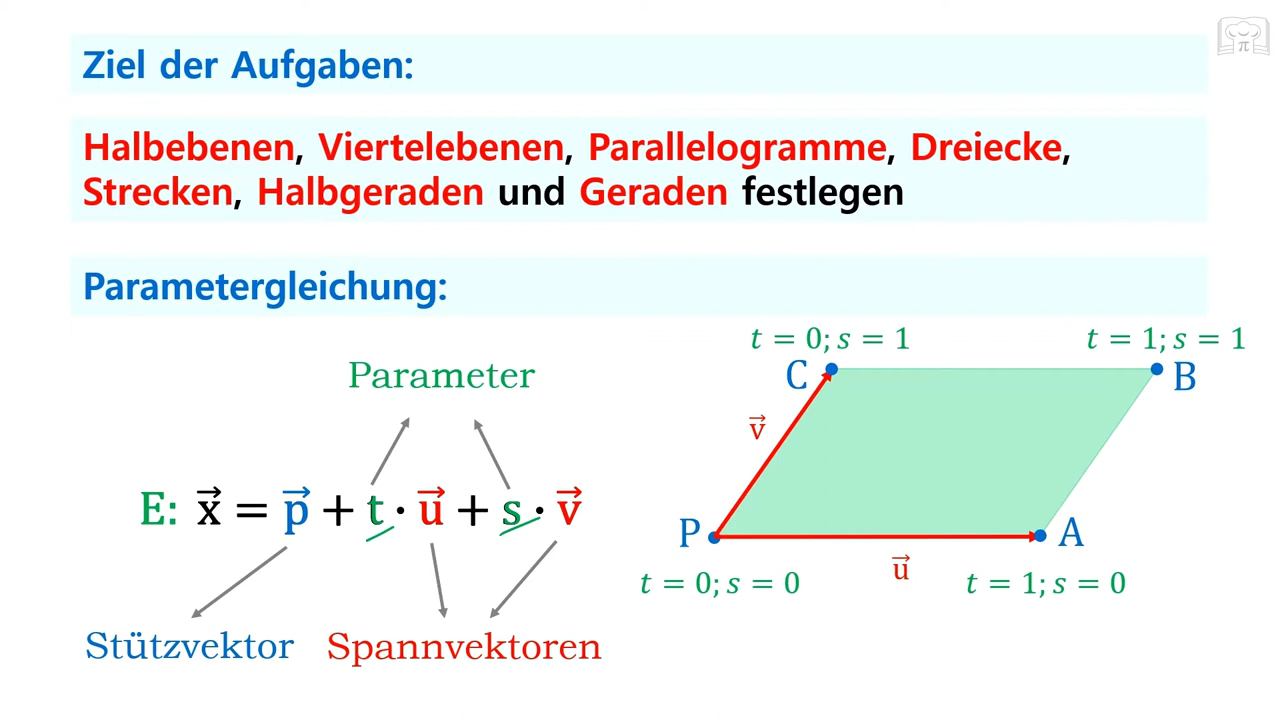 Ziel der Aufgaben:
Halbebenen, Viertelebenen, Parallelogramme, Dreiecke,
Strecken, Halbgeraden und Geraden festlegen
Parametergleichung:
Parameter
E: x⃗ = p⃗ + t · u⃗ + s · v⃗
Stützvektor
Spannvektoren
t = 0; s = 1
t = 1; s = 1
C
B
v⃗
P
A
u⃗
t = 0; s = 0
t = 1; s = 0
π